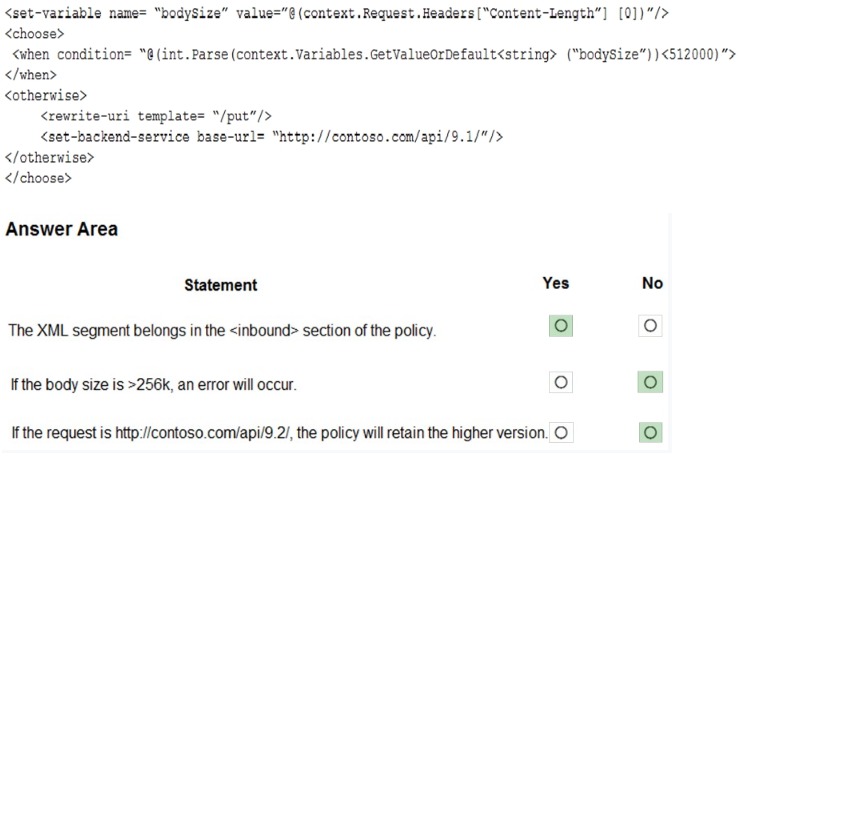 <set-variable name= “bodySize” value="@(context.Request.Headers[“Content-Length”] [0])"/>
<choose>
<when condition= “@(int.Parse(context.Variables.GetValueOrDefault<string> (“bodySize”))<512000)”>
</when>
<otherwise>
<rewrite-uri template= “/put”/>
<set-backend-service base-url= “http://contoso.com/api/9.1/”/>
</otherwise>
</choose>
Answer Area
Statement Yes No
The XML segment belongs in the <inbound> section of the policy.
If the body size is >256k, an error will occur.
If the request is http://contoso.com/api/9.2/, the policy will retain the higher version.